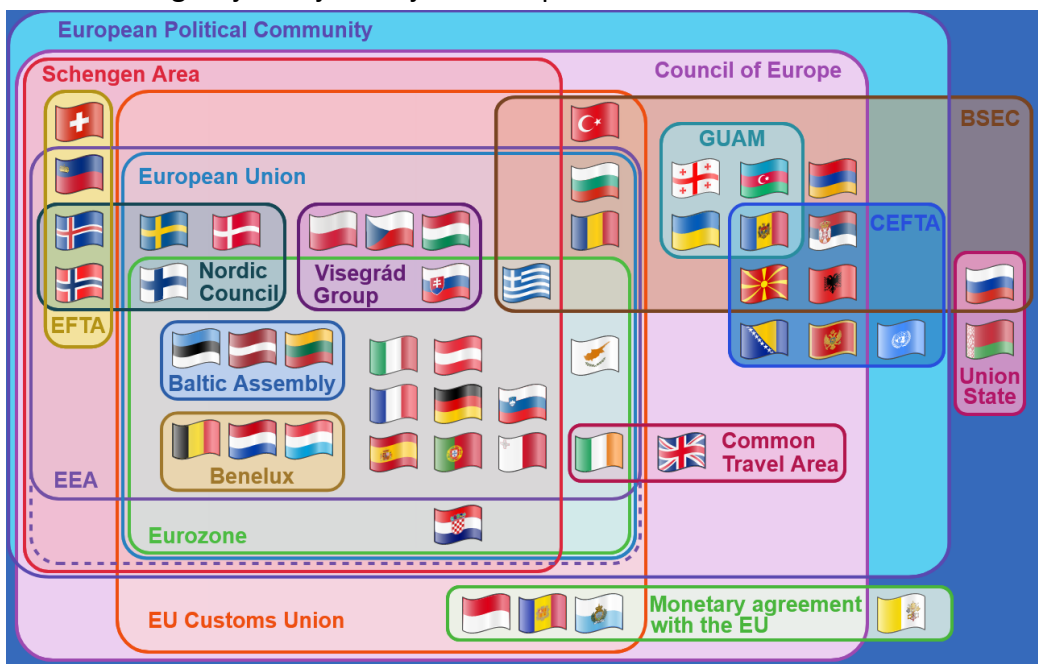 European Political Community
Schengen Area
Council of Europe
BSEC
GUAM
European Union
CEFTA
Nordic
Council
Visegrád
Group
EFTA
Baltic Assembly
Union
State
Common
Travel Area
Benelux
EEA
Eurozone
EU Customs Union
Monetary agreement
with the EU